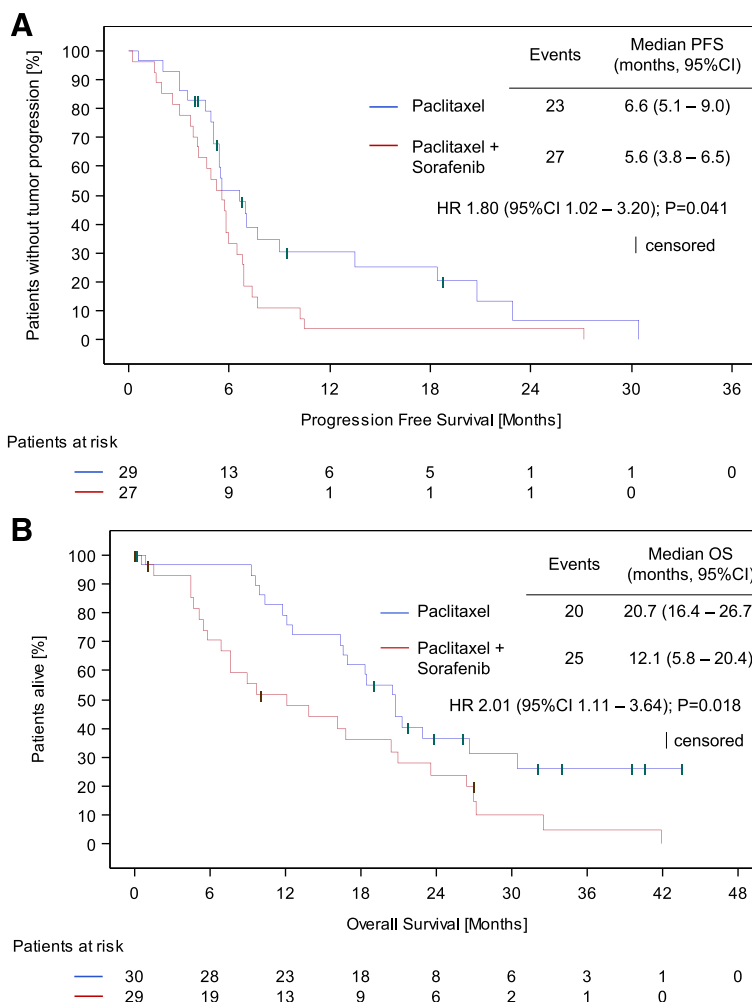 A
Patients without tumor progression [%]
100
90
80
70
60
50
40
30
20
10
0
Events Median PFS
(months, 95%CI)
Paclitaxel 23 6.6 (5.1 – 9.0)
Paclitaxel +
Sorafenib 27 5.6 (3.8 – 6.5)
HR 1.80 (95%CI 1.02 – 3.20); P=0.041
| censored
0 6 12 18 24 30 36
Progression Free Survival [Months]
Patients at risk
29 13 6 5 1 1 0
27 9 1 1 1 0
B
Patients alive [%]
100
90
80
70
60
50
40
30
20
10
0
Events Median OS
(months, 95%CI)
Paclitaxel 20 20.7 (16.4 – 26.7
Paclitaxel +
Sorafenib 25 12.1 (5.8 – 20.4)
HR 2.01 (95%CI 1.11 – 3.64); P=0.018
| censored
0 6 12 18 24 30 36 42 48
Overall Survival [Months]
Patients at risk
30 28 23 18 8 6 3 1 0
29 19 13 9 6 2 1 0